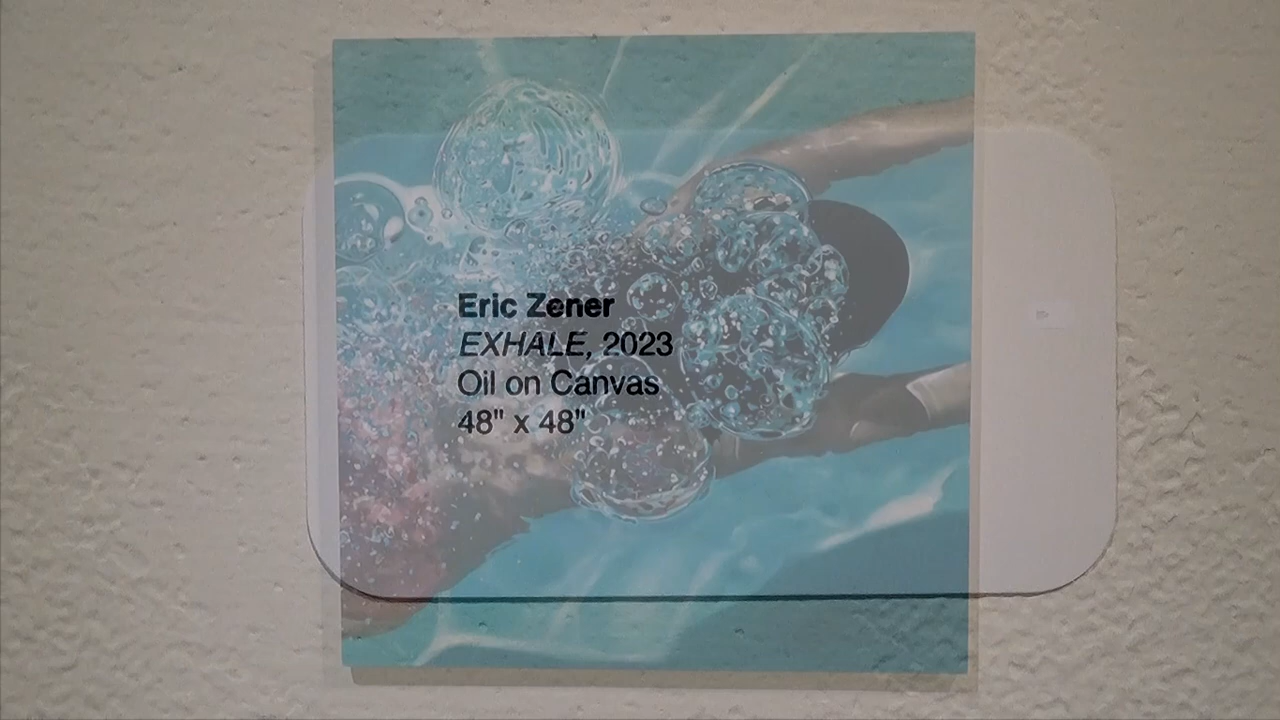 Eric Zener
EXHALE, 2023
Oil on Canvas
48" x 48"